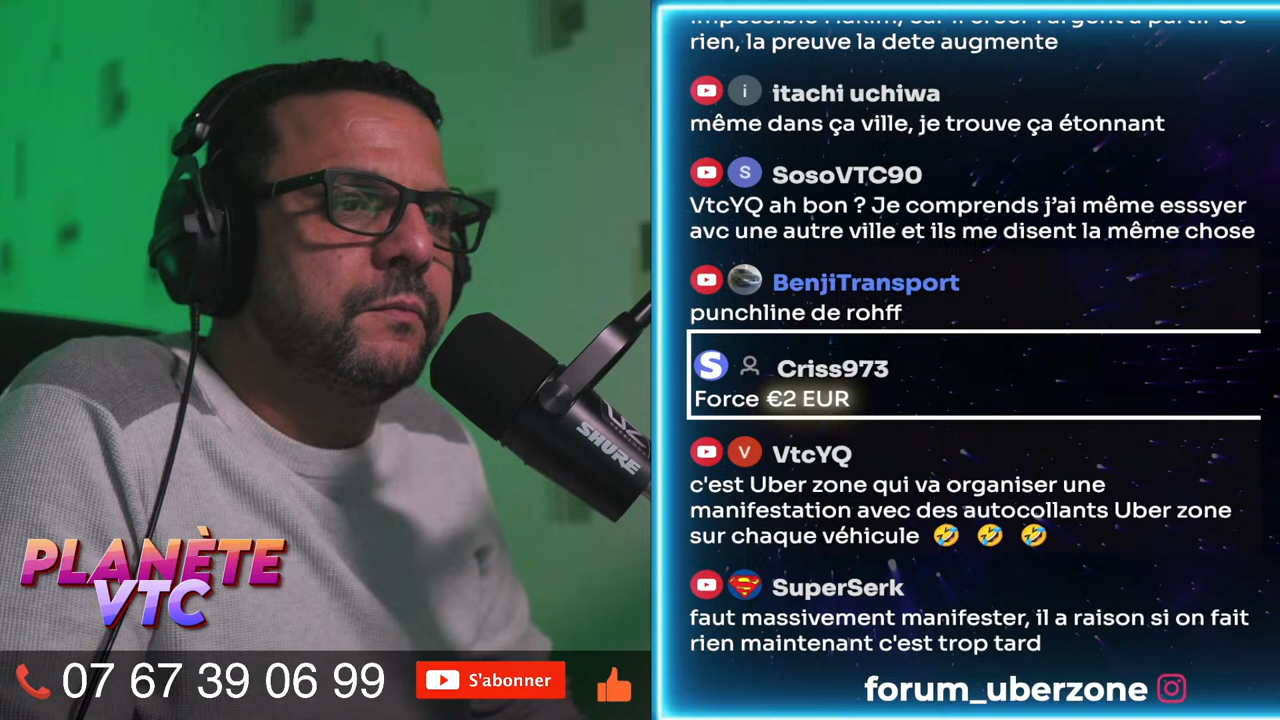 rien, la preuve la dete augmente
i itachi uchiwa
même dans ça ville, je trouve ça étonnant
S SosoVTC90
VtcYQ ah bon ? Je comprends j'ai même esssyer
avc une autre ville et ils me disent la même chose
BenjiTransport
punchline de rohff
S Criss973
Force €2 EUR
V VtcYQ
c'est Uber zone qui va organiser une
manifestation avec des autocollants Uber zone
sur chaque véhicule 🤣 🤣 🤣
SuperSerk
faut massivement manifester, il a raison si on fait
rien maintenant c'est trop tard
forum_uberzone
SHURE
PLANÈTE
VTC
07 67 39 06 99
S'abonner